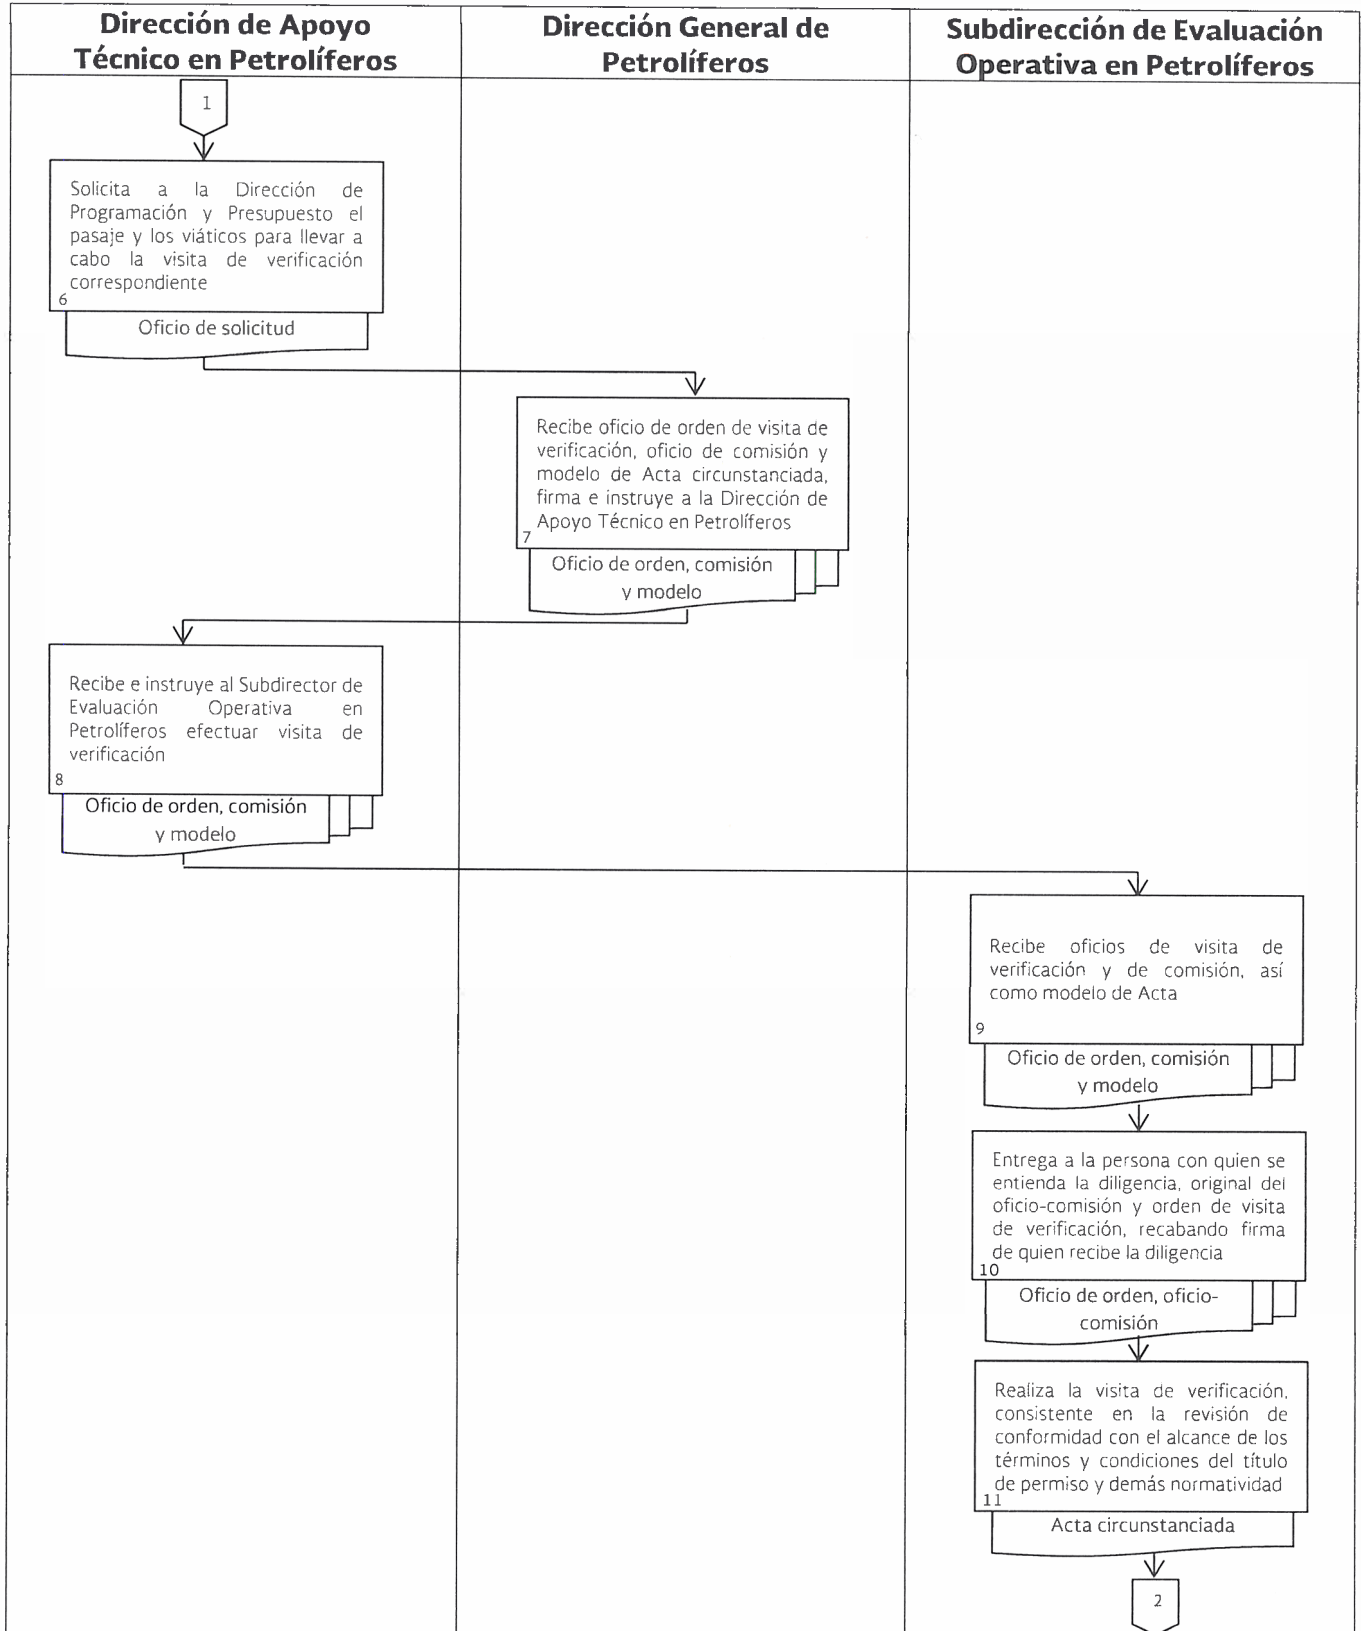 Dirección de Apoyo
Técnico en Petrolíferos
Dirección General de
Petrolíferos
Subdirección de Evaluación
Operativa en Petrolíferos
1
Solicita a la Dirección de
Programación y Presupuesto el
pasaje y los viáticos para llevar a
cabo la visita de verificación
correspondiente
6
Oficio de solicitud
Recibe oficio de orden de visita de
verificación, oficio de comisión y
modelo de Acta circunstanciada,
firma e instruye a la Dirección de
Apoyo Técnico en Petrolíferos
7
Oficio de orden, comisión
y modelo
Recibe e instruye al Subdirector de
Evaluación Operativa en
Petrolíferos efectuar visita de
verificación
8
Oficio de orden, comisión
y modelo
Recibe oficios de visita de
verificación y de comisión, así
como modelo de Acta
9
Oficio de orden, comisión
y modelo
Entrega a la persona con quien se
entienda la diligencia, original del
oficio-comisión y orden de visita
de verificación, recabando firma
de quien recibe la diligencia
10
Oficio de orden, oficio-
comisión
Realiza la visita de verificación,
consistente en la revisión de
conformidad con el alcance de los
términos y condiciones del título
de permiso y demás normatividad
11
Acta circunstanciada
2